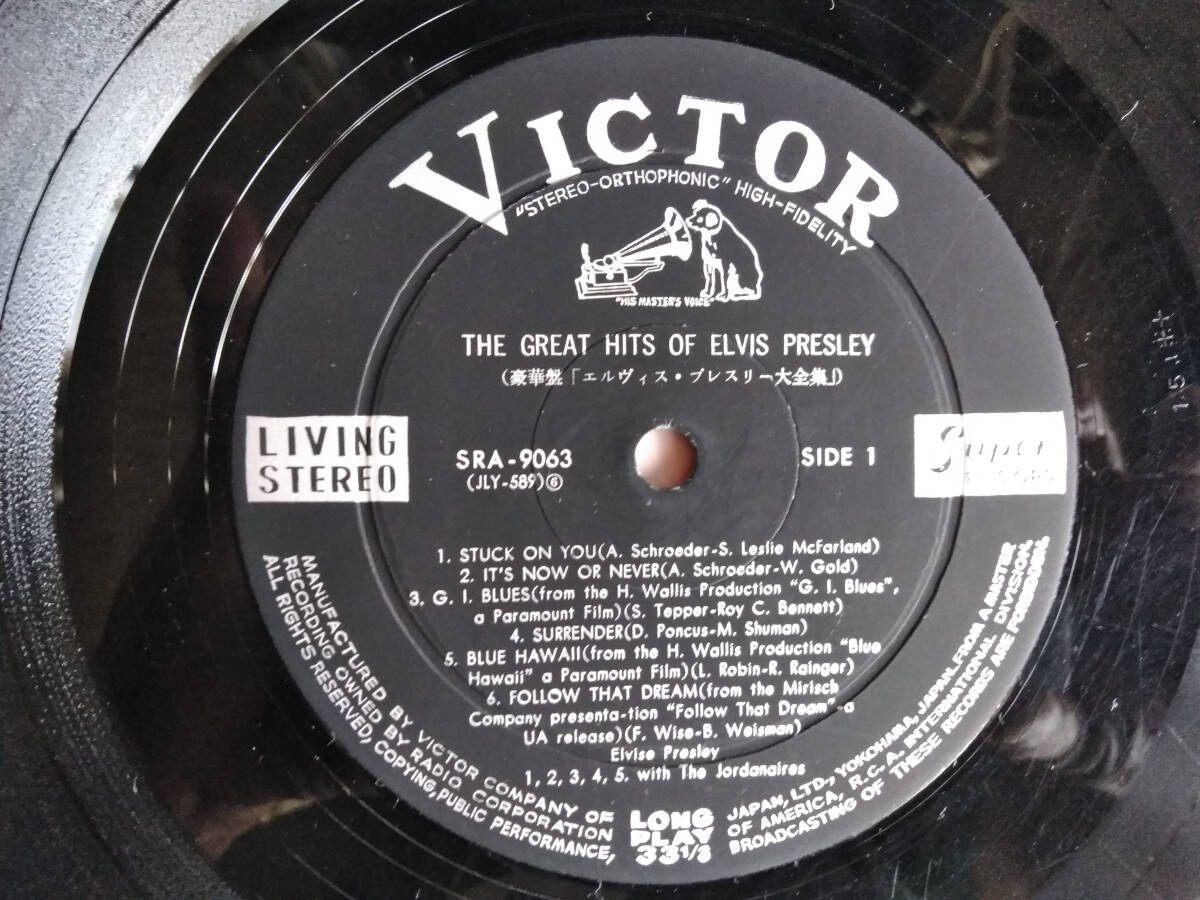 VICTOR
"STEREO-ORTHOPHONIC" HIGH-FIDELITY
"HIS MASTER'S VOICE"
THE GREAT HITS OF ELVIS PRESLEY
(豪華盤「エルヴィス・プレスリー大全集」)
LIVING
STEREO
SRA-9063
(JLY-589)⑥
SIDE 1
Super
1. STUCK ON YOU(A. Schroeder-S. Leslie McFarland)
2. IT'S NOW OR NEVER(A. Schroeder-W. Gold)
3. G. I. BLUES(from the H. Wallis Production "G. I. Blues",
a Paramount Film)(S. Tepper-Roy C. Bennett)
4. SURRENDER(D. Poncus-M. Shuman)
5. BLUE HAWAII(from the H. Wallis Production "Blue
Hawaii" a Paramount Film)(L. Robin-R. Rainger)
6. FOLLOW THAT DREAM(from the Mirisch
Company presenta-tion "Follow That Dream"-a
UA release)(F. Wise-B. Weisman)
Elvise Presley
1, 2, 3, 4, 5. with The Jordanaires
LONG
PLAY
33 1/3
MANUFACTURED BY VICTOR COMPANY OF
RECORDING OWNED BY RADIO CORPORATION
ALL RIGHTS RESERVED, COPYING, PUBLIC PERFORMANCE,
JAPAN, LTD., YOKOHAMA, JAPAN. FROM A MASTER
OF AMERICA, R.C.A. INTERNATIONAL DIVISION.
BROADCASTING OF THESE RECORDS ARE FORBIDDEN.